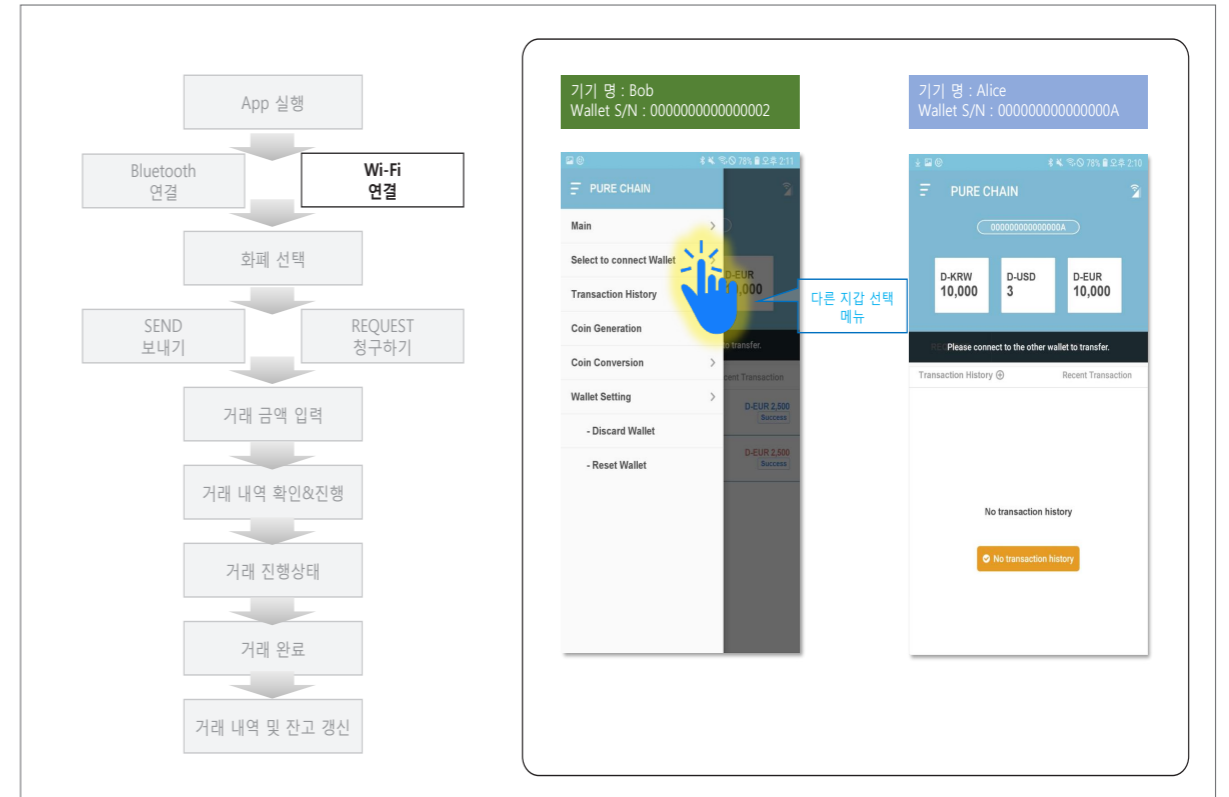 App 실행
Bluetooth
연결
Wi-Fi
연결
화폐 선택
SEND
보내기
REQUEST
청구하기
거래 금액 입력
거래 내역 확인&진행
거래 진행상태
거래 완료
거래 내역 및 잔고 갱신
기기 명 : Bob
Wallet S/N : 0000000000000002
78% 오후 2:11
PURE CHAIN
Main
Select to connect Wallet
Transaction History
Coin Generation
Coin Conversion
Wallet Setting
- Discard Wallet
- Reset Wallet
D-EUR
,000
to transfer.
cent Transaction
D-EUR 2,500
Success
D-EUR 2,500
Success
다른 지갑 선택
메뉴
기기 명 : Alice
Wallet S/N : 000000000000000A
78% 오후 2:10
PURE CHAIN
000000000000000A
D-KRW
10,000
D-USD
3
D-EUR
10,000
Please connect to the other wallet to transfer.
Transaction History
Recent Transaction
No transaction history
No transaction history